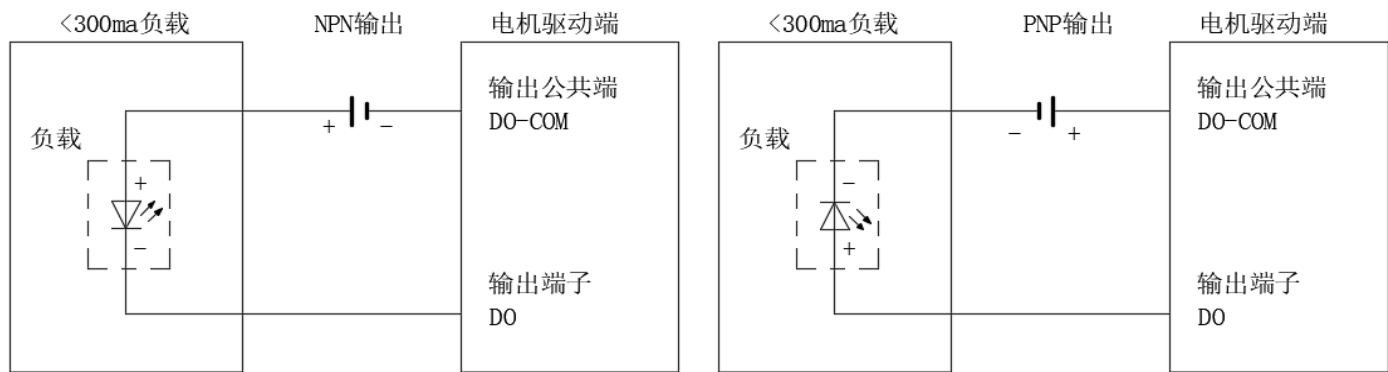 <300ma负载 NPN输出 电机驱动端
输出公共端
DO-COM
+ -
负载
+
-
输出端子
DO
<300ma负载 PNP输出 电机驱动端
输出公共端
DO-COM
- +
负载
-
+
输出端子
DO